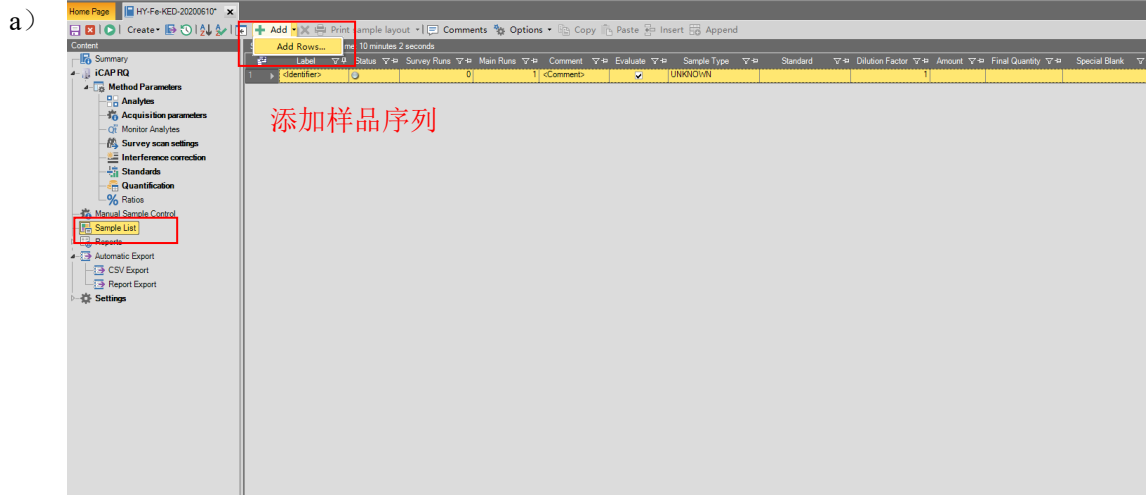 a）
Home Page HY-Fe-KED-20200610* x
Create Add Print sample layout Comments Options Copy Paste Insert Append
Content
Add Rows... me: 10 minutes 2 seconds
Summary
Label Status Survey Runs Main Runs Comment Evaluate Sample Type Standard Dilution Factor Amount Final Quantity Special Blank
iCAP RQ
1 <Identifier> 0 1 <Comment> UNKNOWN 1
Method Parameters
Analytes
Acquisition parameters
Monitor Analytes
Survey scan settings
Interference correction
Standards
Quantification
Ratios
Manual Sample Control
Sample List
Reports
Automatic Export
CSV Export
Report Export
Settings
添加样品序列